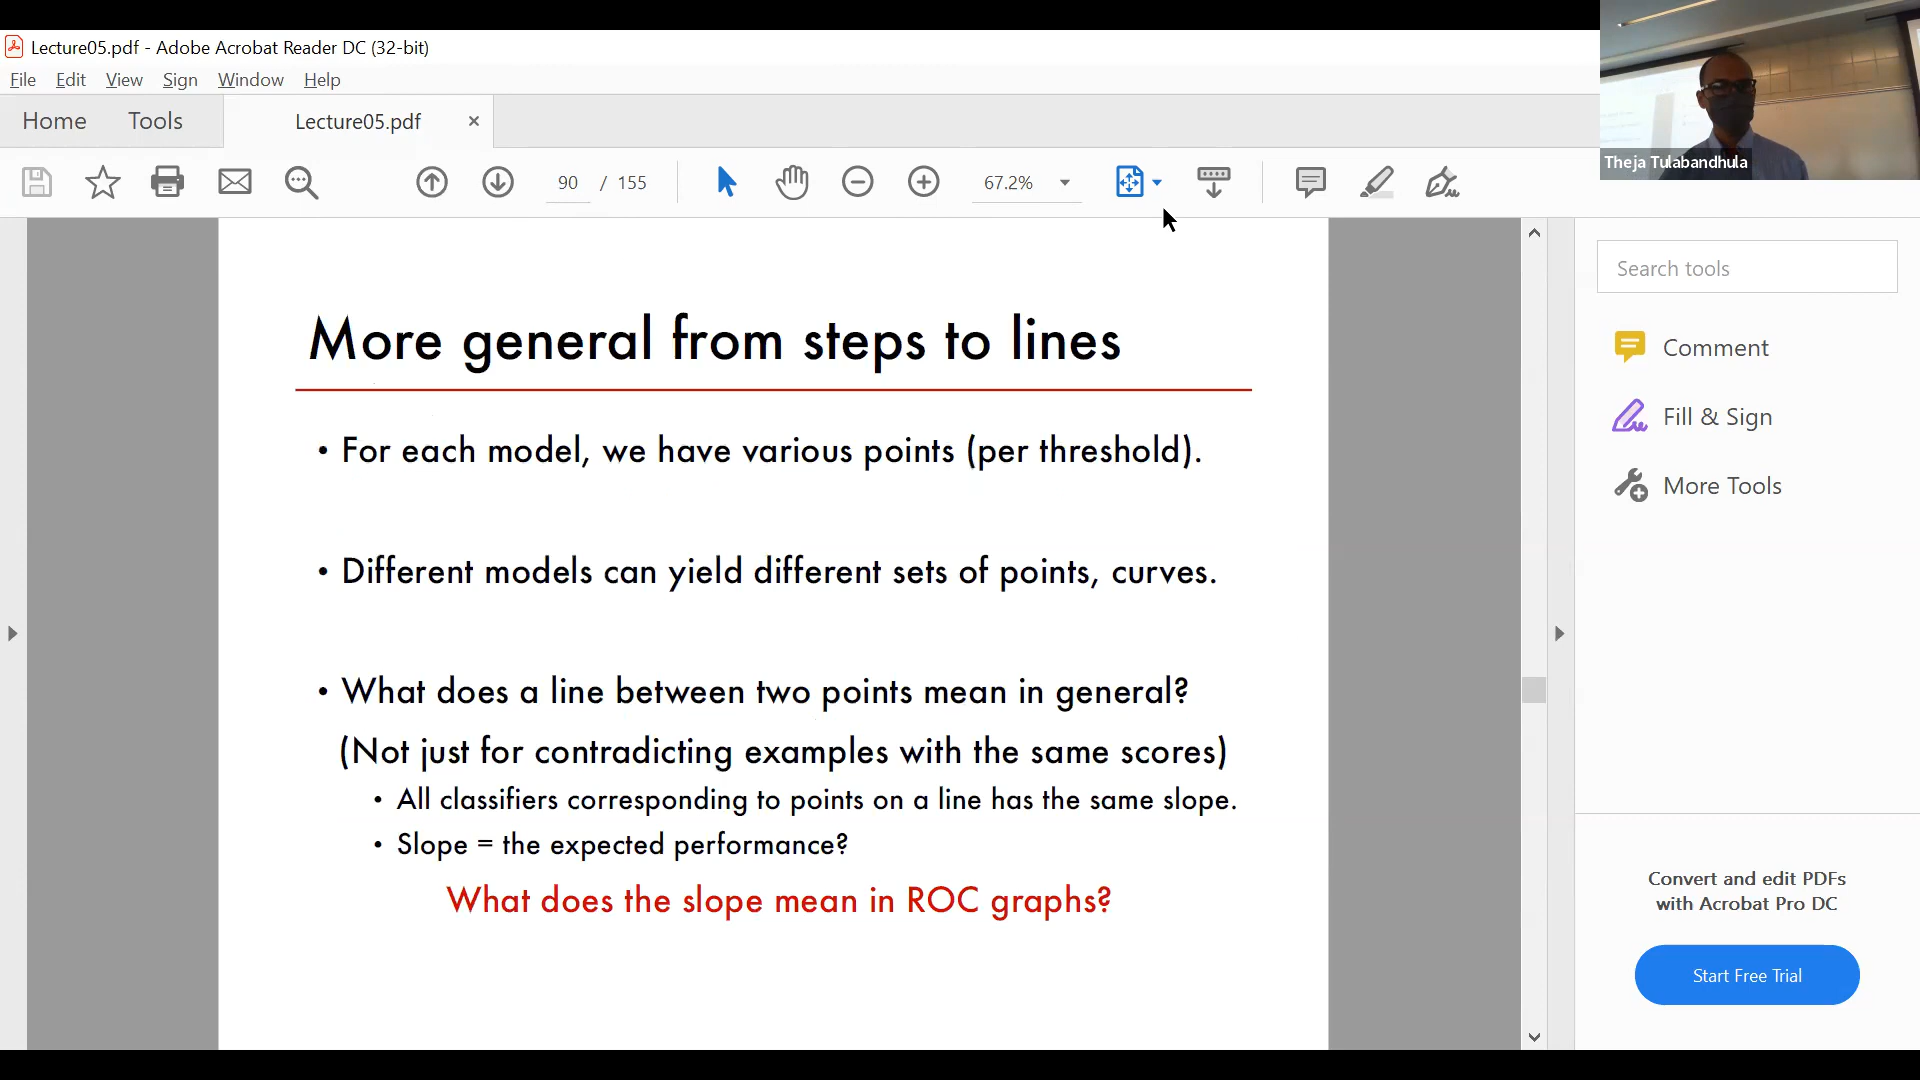 Lecture05.pdf - Adobe Acrobat Reader DC (32-bit)
File Edit View Sign Window Help
Home Tools Lecture05.pdf ×
90 / 155 67.2%
Theja Tulabandhula
More general from steps to lines
• For each model, we have various points (per threshold).
• Different models can yield different sets of points, curves.
• What does a line between two points mean in general?
(Not just for contradicting examples with the same scores)
• All classifiers corresponding to points on a line has the same slope.
• Slope = the expected performance?
What does the slope mean in ROC graphs?
Search tools
Comment
Fill & Sign
More Tools
Convert and edit PDFs
with Acrobat Pro DC
Start Free Trial